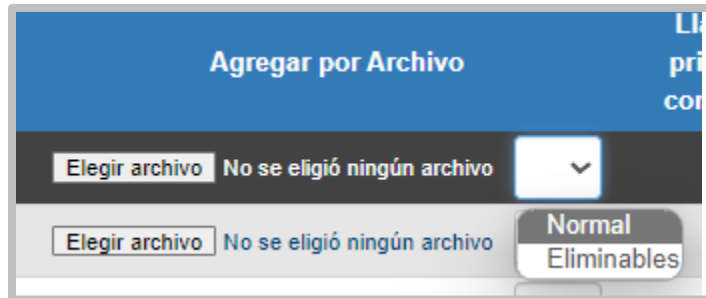 Agregar por Archivo
Elegir archivo No se eligió ningún archivo
Elegir archivo No se eligió ningún archivo
Normal
Eliminables